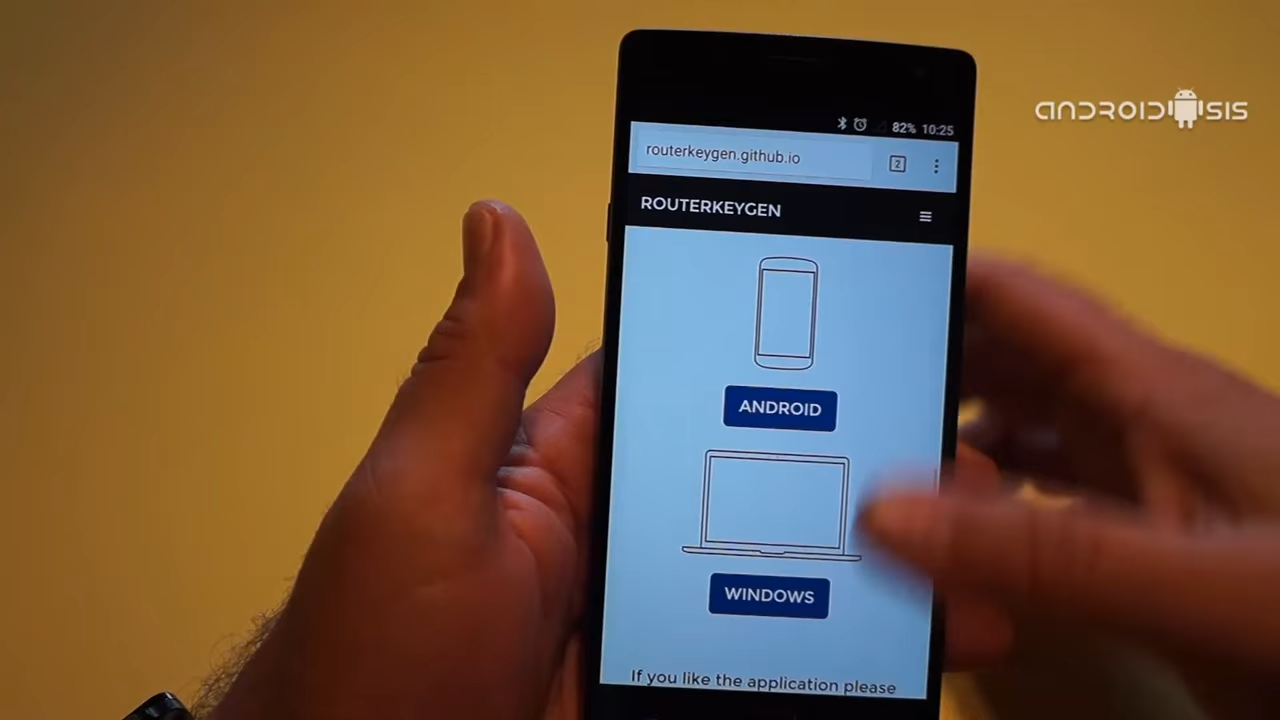 ANDROIDSIS
82% 10:25
routerkeygen.github.io
2
ROUTERKEYGEN
ANDROID
WINDOWS
If you like the application please